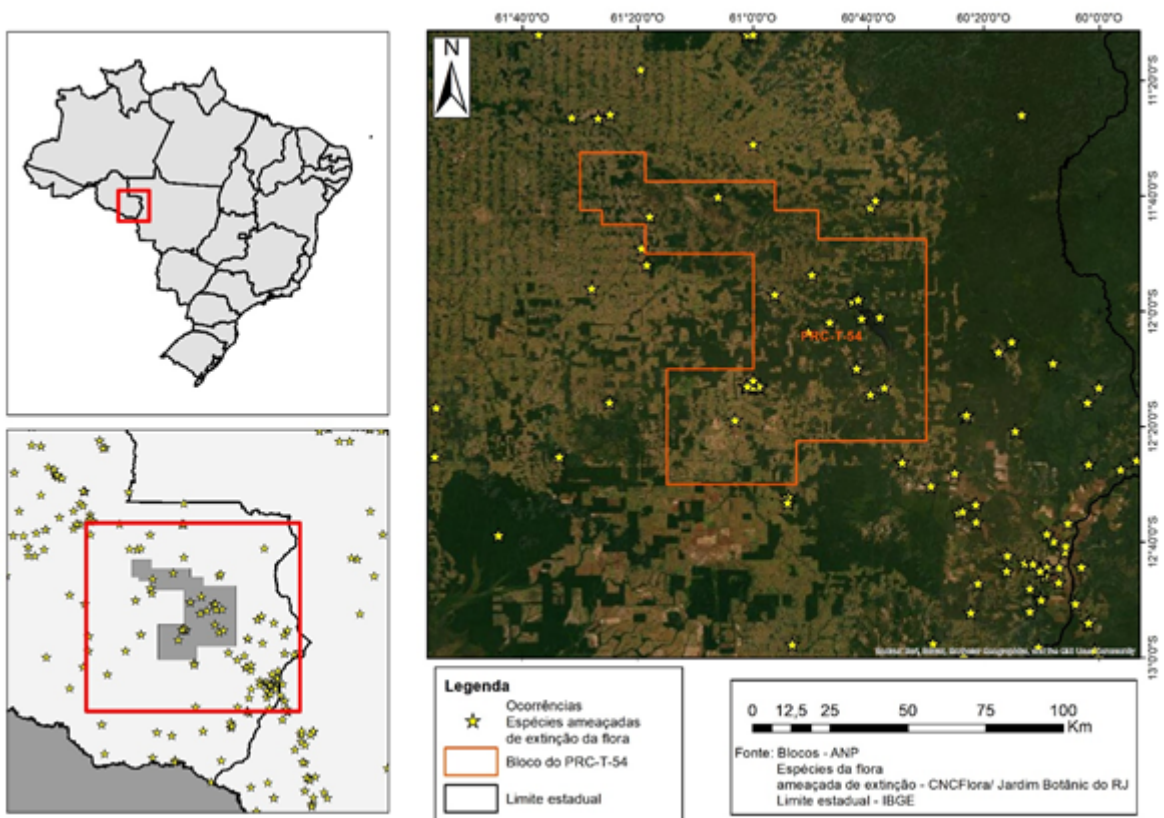 61°40'0"O 61°20'0"O 61°0'0"O 60°40'0"O 60°20'0"O 60°0'0"O
N
11°20'0"S
11°40'0"S
12°0'0"S
12°20'0"S
12°40'0"S
13°0'0"S
PRC-T-54
Legenda
Ocorrências
Espécies ameaçadas
de extinção da flora
Bloco do PRC-T-54
Limite estadual
0 12,5 25 50 75 100
Km
Fonte: Blocos - ANP
Espécies da flora
ameaçada de extinção - CNCFlora/ Jardim Botânic do RJ
Limite estadual - IBGE